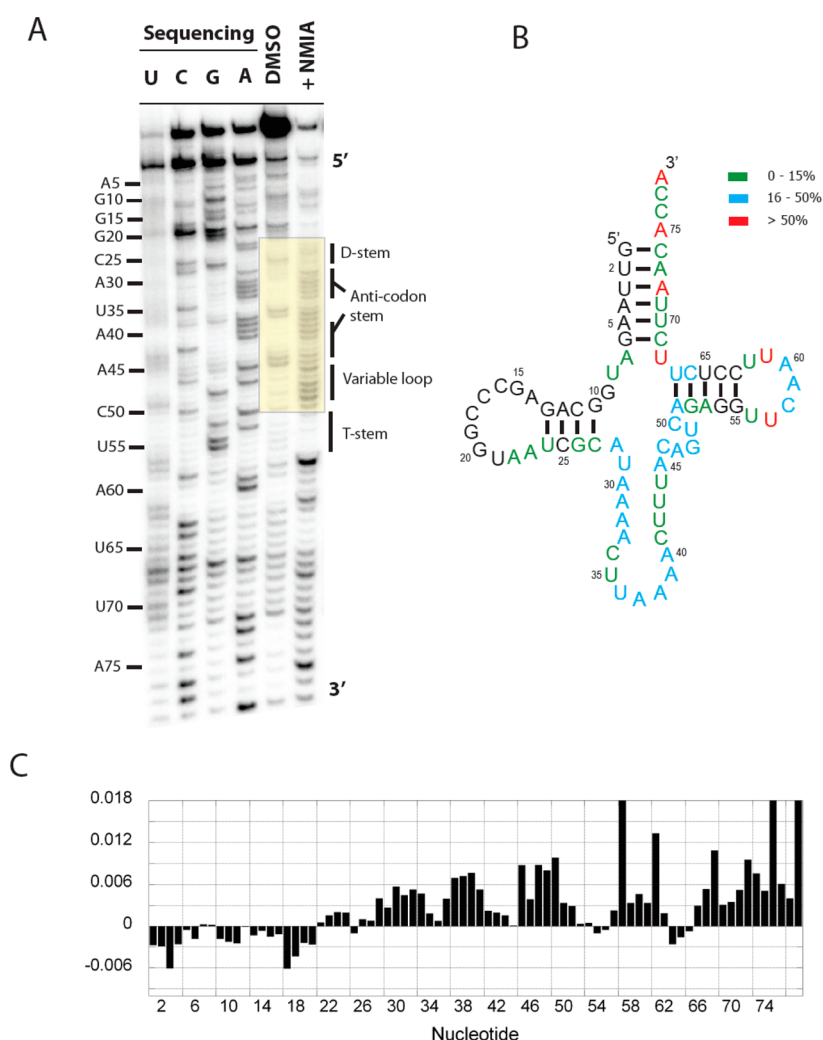 A
Sequencing
U
C
G
A
DMSO
+ NMIA
5'
A5
G10
G15
G20
C25
A30
U35
A40
A45
C50
U55
A60
U65
U70
A75
D-stem
Anti-codon
stem
Variable loop
T-stem
3'
B
0 - 15%
16 - 50%
> 50%
3'
A
C
C
A
75
5'
G C
U A
2
U A
A U
A U
70
5
G C
A U
U
15
10
G G
C G A G A C
C
C
G
20
G U A A U C G C
25
U C U C C U U
65
A A C
60
A G A G G U U
55
50
C U
A G
C A
45
A
U
A
30
A
A
A
C
U
35
U A A
A
A
40
C
U
U
U
A
C
0.018
0.012
0.006
0
-0.006
2 6 10 14 18 22 26 30 34 38 42 46 50 54 58 62 66 70 74
Nucleotide